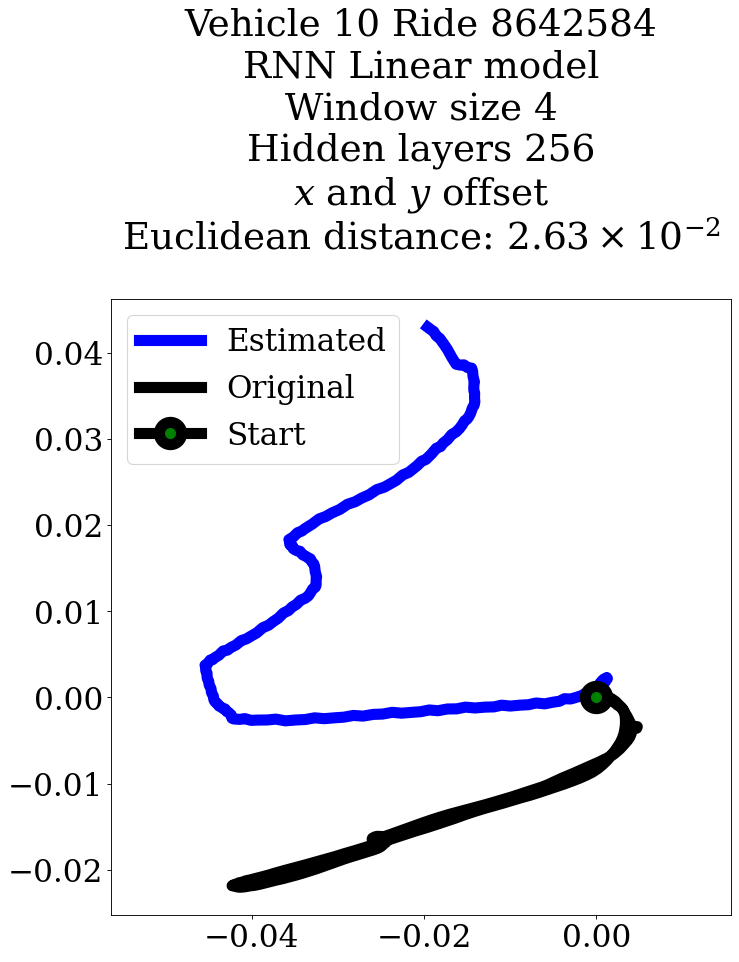 Vehicle 10 Ride 8642584
RNN Linear model
Window size 4
Hidden layers 256
x and y offset
Euclidean distance: 2.63 × 10⁻²
Estimated
Original
Start
0.04
0.03
0.02
0.01
0.00
−0.01
−0.02
−0.04 −0.02 0.00